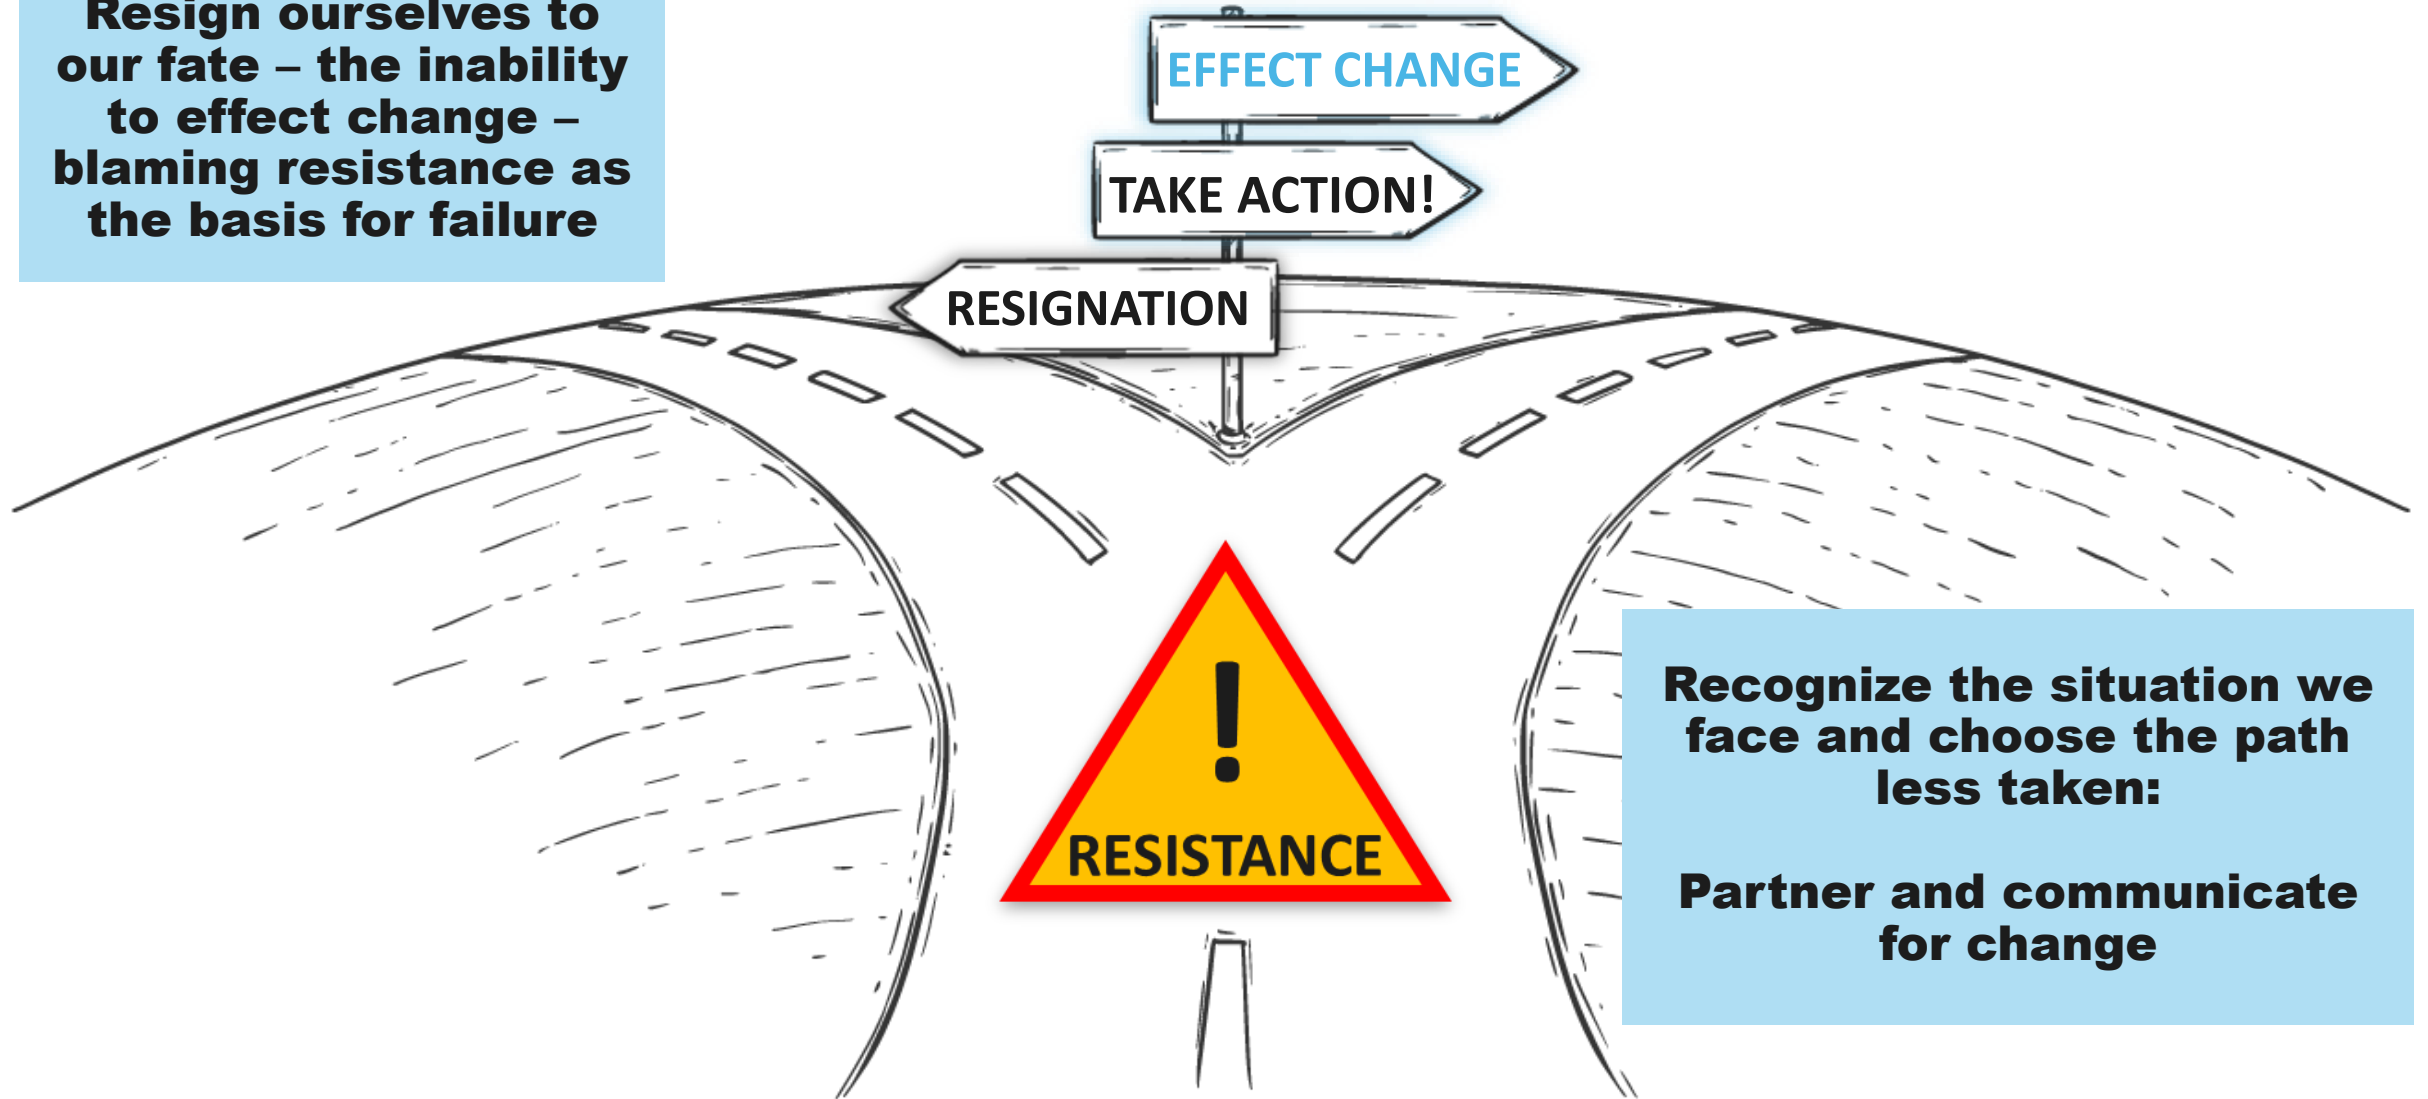 Resign ourselves to
our fate – the inability
to effect change –
blaming resistance as
the basis for failure
EFFECT CHANGE
TAKE ACTION!
RESIGNATION
!
RESISTANCE
Recognize the situation we
face and choose the path
less taken:
Partner and communicate
for change